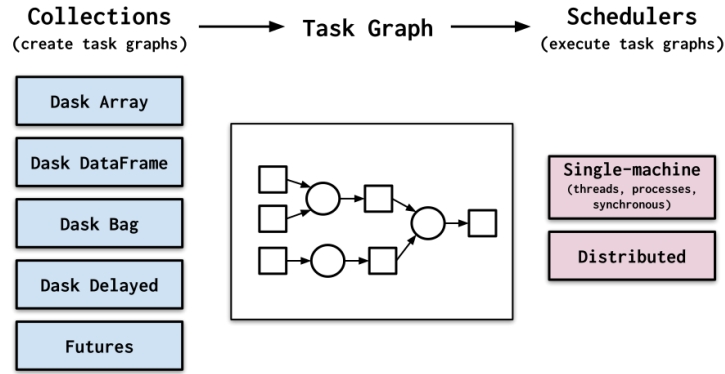 Collections
(create task graphs)
Task Graph
Schedulers
(execute task graphs)
Dask Array
Dask DataFrame
Dask Bag
Dask Delayed
Futures
Single-machine
(threads, processes,
synchronous)
Distributed